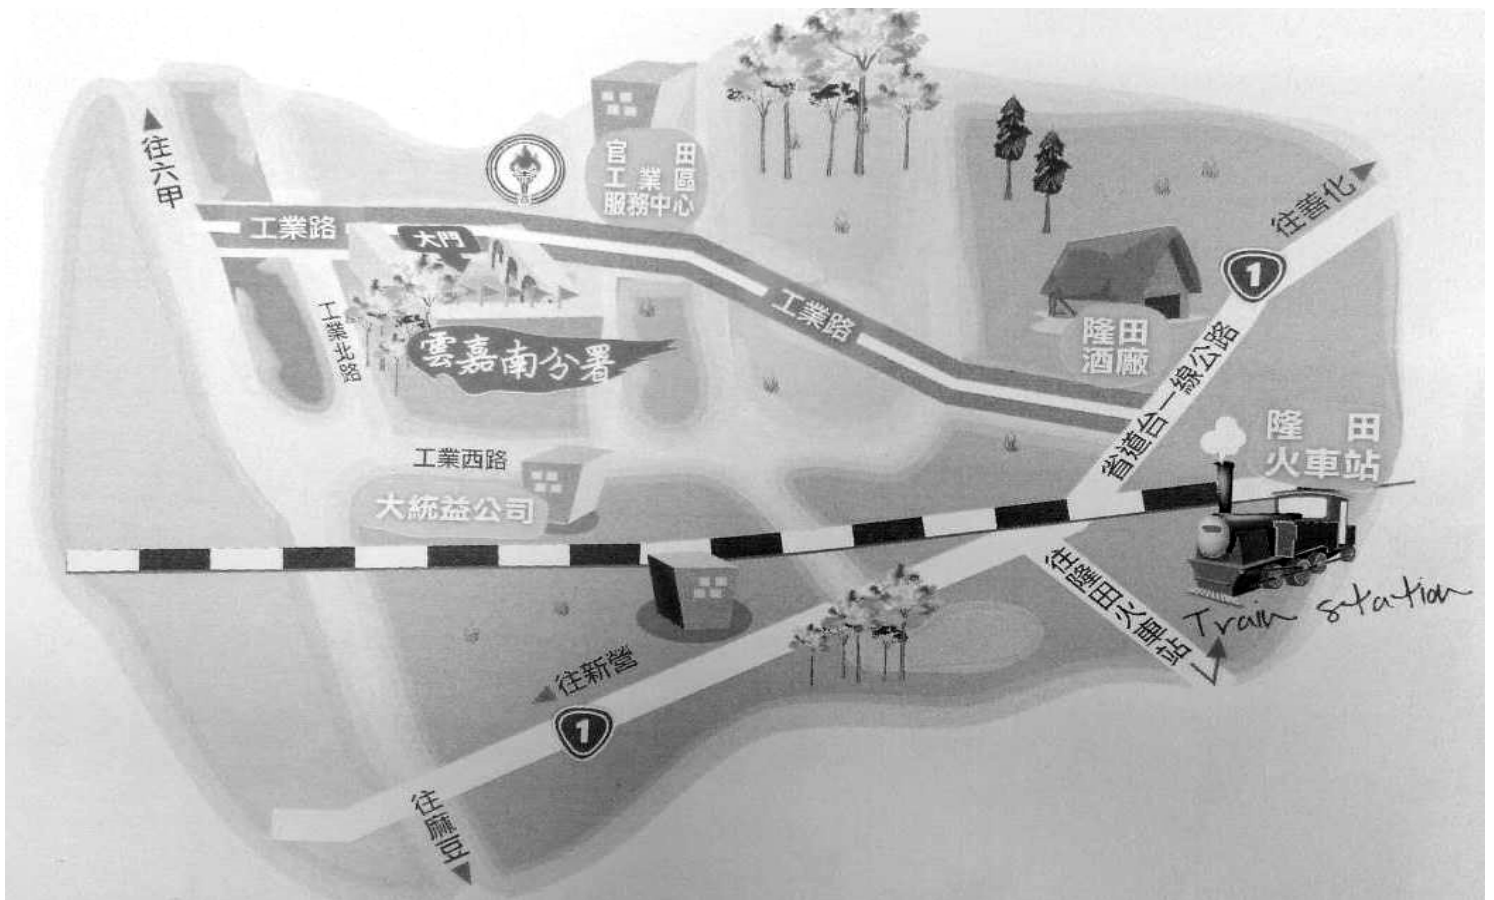 往六甲
官田
工業區
服務中心
往善化
1
工業路
大門
工業路
工業北路
雲嘉南分署
隆田
酒廠
省道台一線公路
隆田
火車站
工業西路
大統益公司
往隆田火車站
Train station
往新營
1
往麻豆